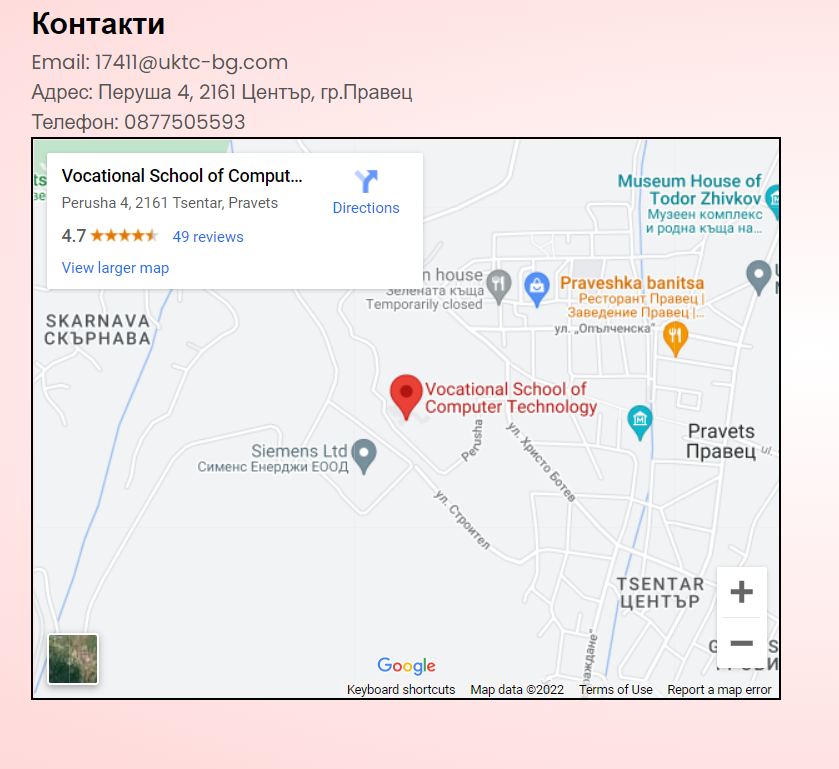 Контакти
Email: 17411@uktc-bg.com
Адрес: Перуша 4, 2161 Център, гр.Правец
Телефон: 0877505593
Vocational School of Comput...
Perusha 4, 2161 Tsentar, Pravets
4.7
49 reviews
View larger map
Directions
Museum House of
Todor Zhivkov
Музеен комплекс
и родна къща на...
n house
Зелената къща
Temporarily closed
Praveshka banitsa
Ресторант Правец |
Заведение Правец |...
ул. „Опълченска“
SKARNAVA
СКЪРНАВА
Vocational School of
Computer Technology
Pravets
Правец
ул.
Siemens Ltd
Сименс Енерджи ЕООД
Perusha
ул. Христо Ботев
ул. Строител
TSENTAR
ЦЕНТЪР
Google
Keyboard shortcuts
Map data ©2022
Terms of Use
Report a map error